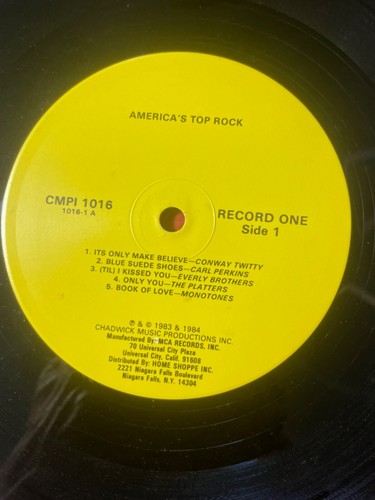 AMERICA'S TOP ROCK
CMPI 1016
1016-1 A
RECORD ONE
Side 1
1. ITS ONLY MAKE BELIEVE—CONWAY TWITTY
2. BLUE SUEDE SHOES—CARL PERKINS
3. (TIL) I KISSED YOU—EVERLY BROTHERS
4. ONLY YOU—THE PLATTERS
5. BOOK OF LOVE—MONOTONES
℗ & © 1983 & 1984
CHADWICK MUSIC PRODUCTIONS INC.
Manufactured By: MCA RECORDS, INC.
70 Universal City Plaza
Universal City, Calif. 91608
Distributed By: HOME SHOPPE INC.
2221 Niagara Falls Boulevard
Niagara Falls, N.Y. 14304